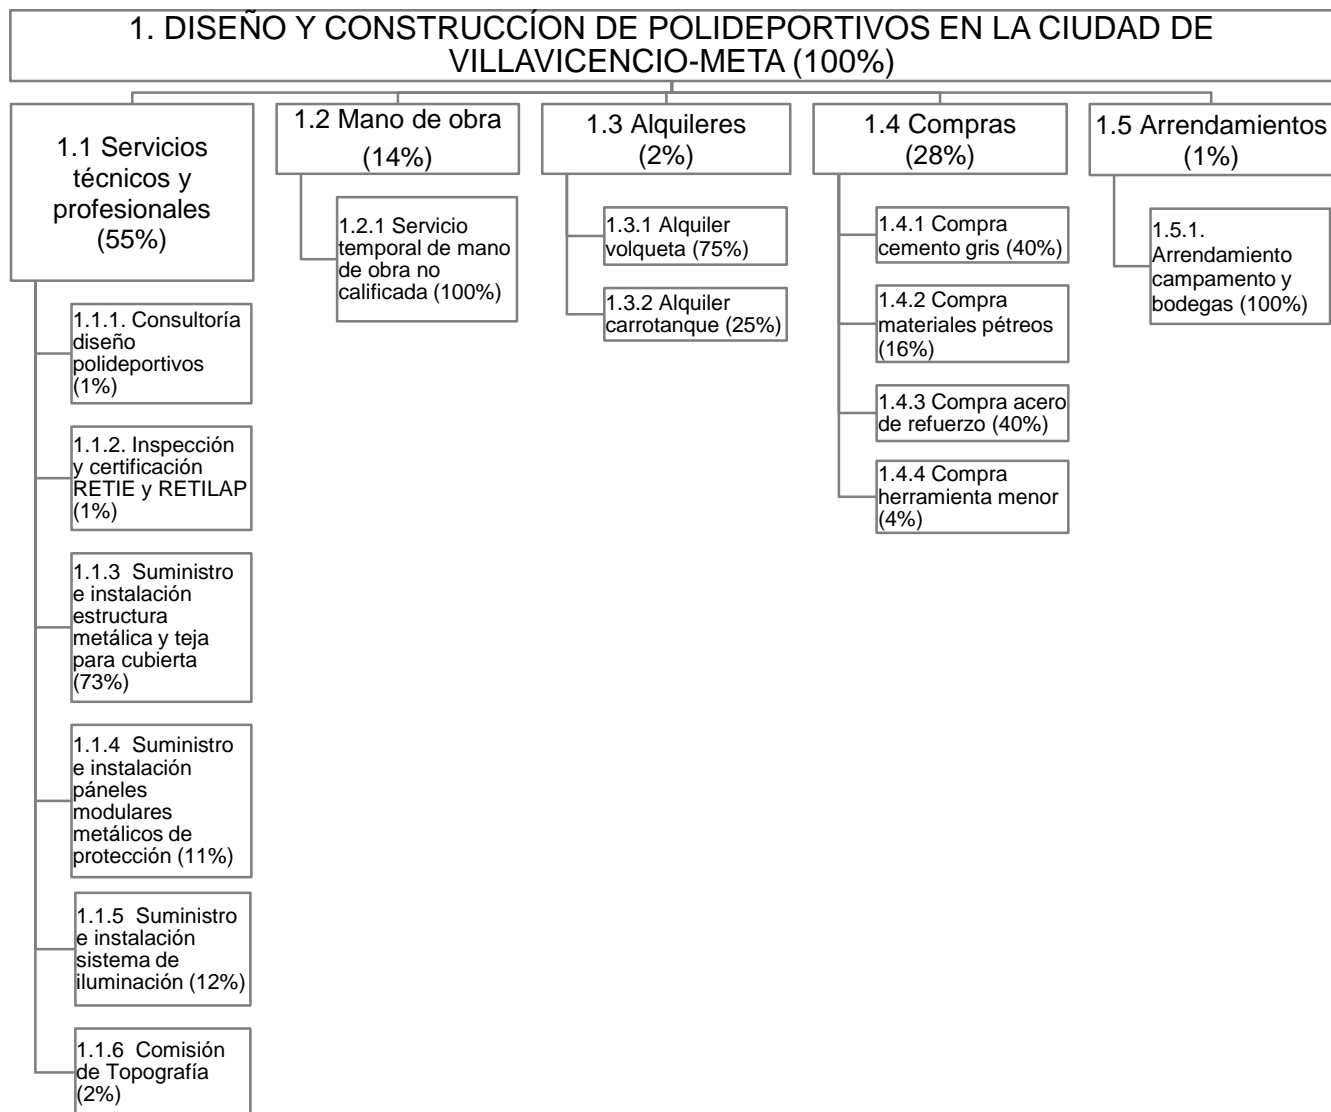 1. DISEÑO Y CONSTRUCCÍON DE POLIDEPORTIVOS EN LA CIUDAD DE
VILLAVICENCIO-META (100%)
1.1 Servicios
técnicos y
profesionales
(55%)
1.1.1. Consultoría
diseño
polideportivos
(1%)
1.1.2. Inspección
y certificación
RETIE y RETILAP
(1%)
1.1.3 Suministro
e instalación
estructura
metálica y teja
para cubierta
(73%)
1.1.4 Suministro
e instalación
páneles
modulares
metálicos de
protección (11%)
1.1.5 Suministro
e instalación
sistema de
iluminación (12%)
1.1.6 Comisión
de Topografía
(2%)
1.2 Mano de obra
(14%)
1.2.1 Servicio
temporal de mano
de obra no
calificada (100%)
1.3 Alquileres
(2%)
1.3.1 Alquiler
volqueta (75%)
1.3.2 Alquiler
carrotanque (25%)
1.4 Compras
(28%)
1.4.1 Compra
cemento gris (40%)
1.4.2 Compra
materiales pétreos
(16%)
1.4.3 Compra acero
de refuerzo (40%)
1.4.4 Compra
herramienta menor
(4%)
1.5 Arrendamientos
(1%)
1.5.1.
Arrendamiento
campamento y
bodegas (100%)